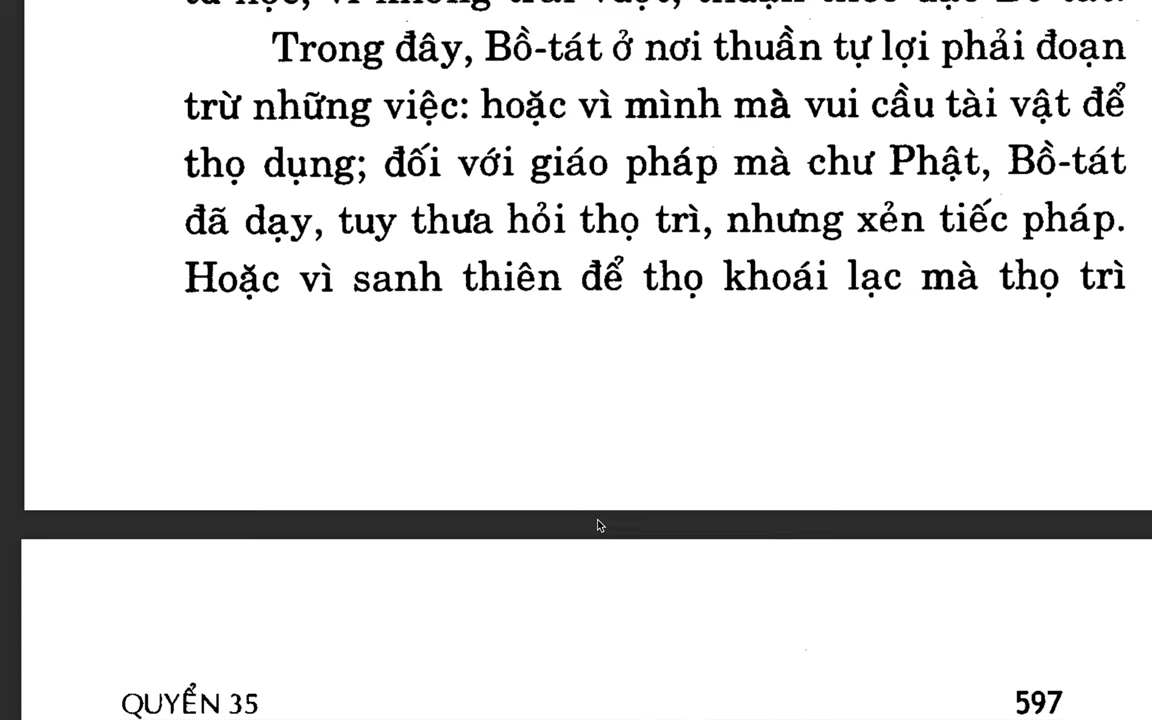 Trong đây, Bồ-tát ở nơi thuần tự lợi phải đoạn
trừ những việc: hoặc vì mình mà vui cầu tài vật để
thọ dụng; đối với giáo pháp mà chư Phật, Bồ-tát
đã dạy, tuy thưa hỏi thọ trì, nhưng xẻn tiếc pháp.
Hoặc vì sanh thiên để thọ khoái lạc mà thọ trì
QUYỂN 35
597